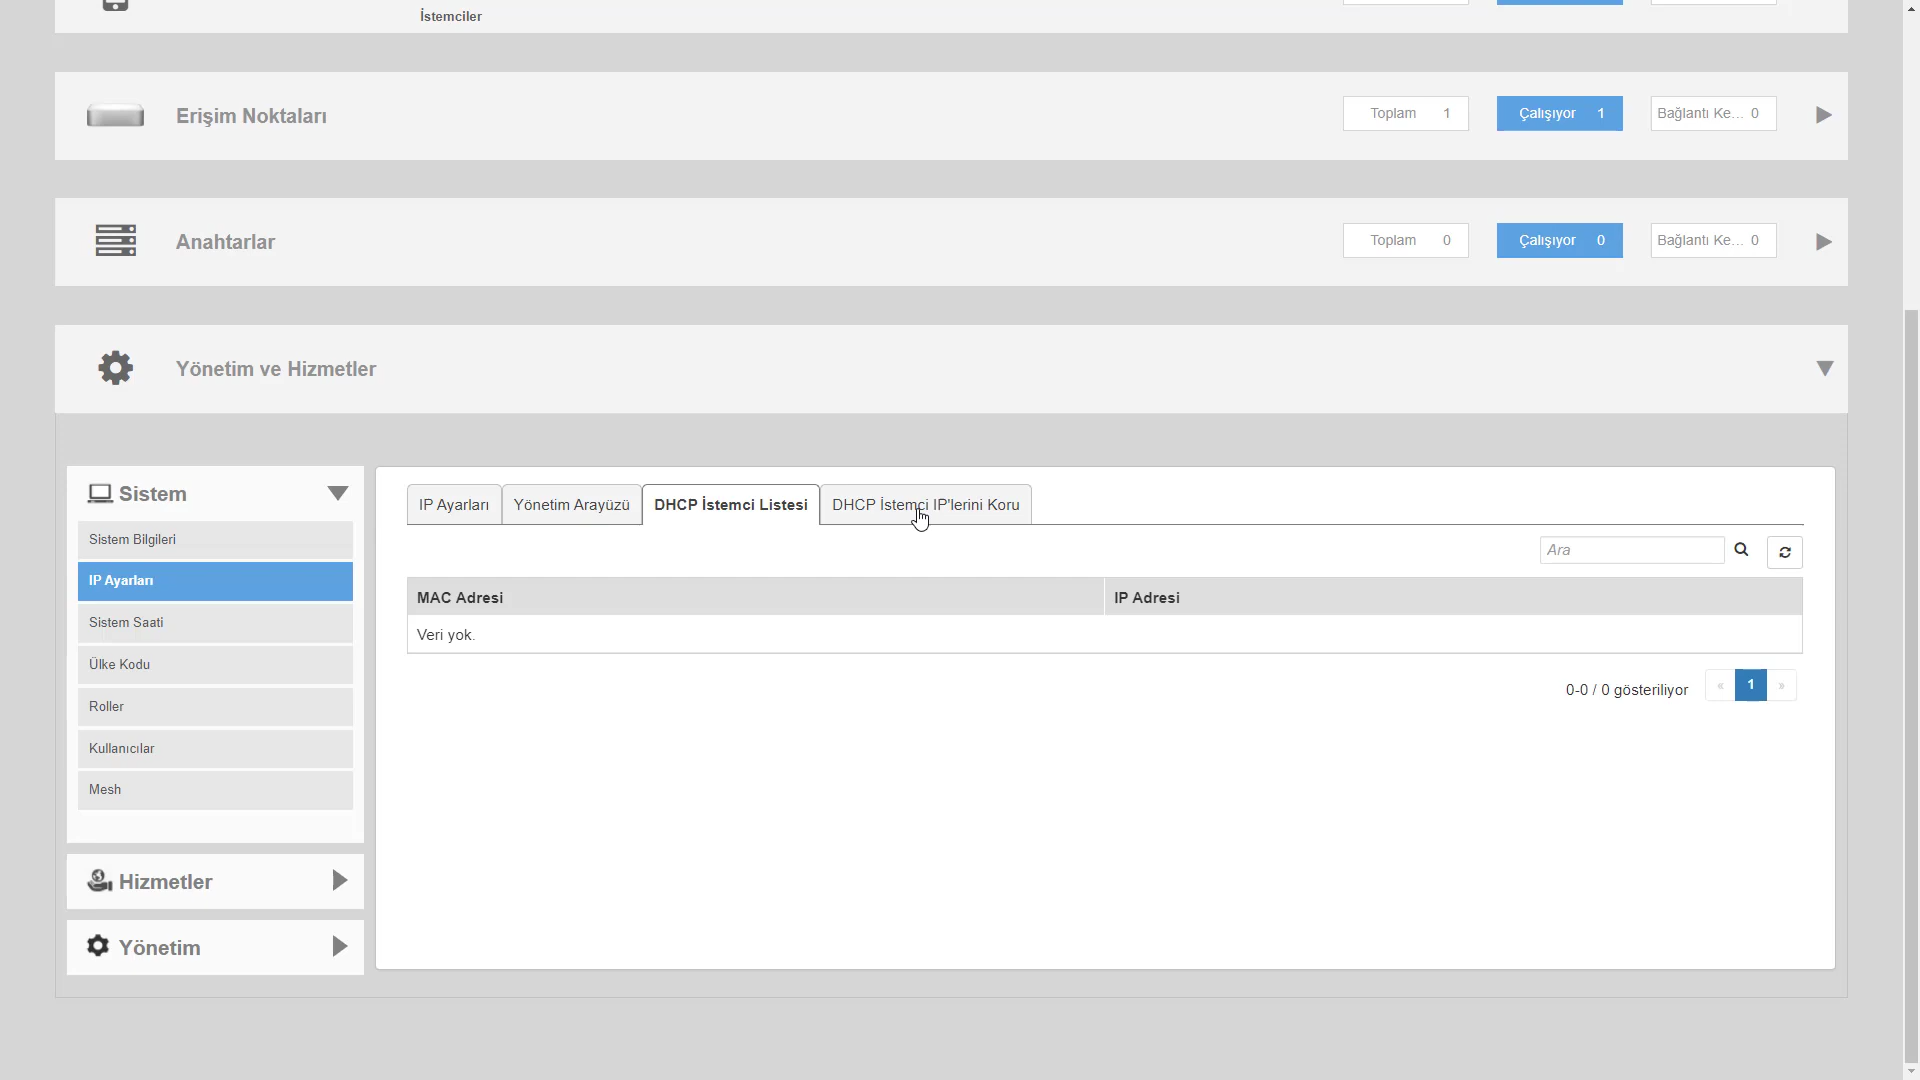 İstemciler
Erişim Noktaları
Toplam 1
Çalışıyor 1
Bağlantı Ke... 0
Anahtarlar
Toplam 0
Çalışıyor 0
Bağlantı Ke... 0
Yönetim ve Hizmetler
Sistem
Sistem Bilgileri
IP Ayarları
Sistem Saati
Ülke Kodu
Roller
Kullanıcılar
Mesh
Hizmetler
Yönetim
IP Ayarları
Yönetim Arayüzü
DHCP İstemci Listesi
DHCP İstemci IP'lerini Koru
Ara
MAC Adresi
IP Adresi
Veri yok.
0-0 / 0 gösteriliyor
« 1 »